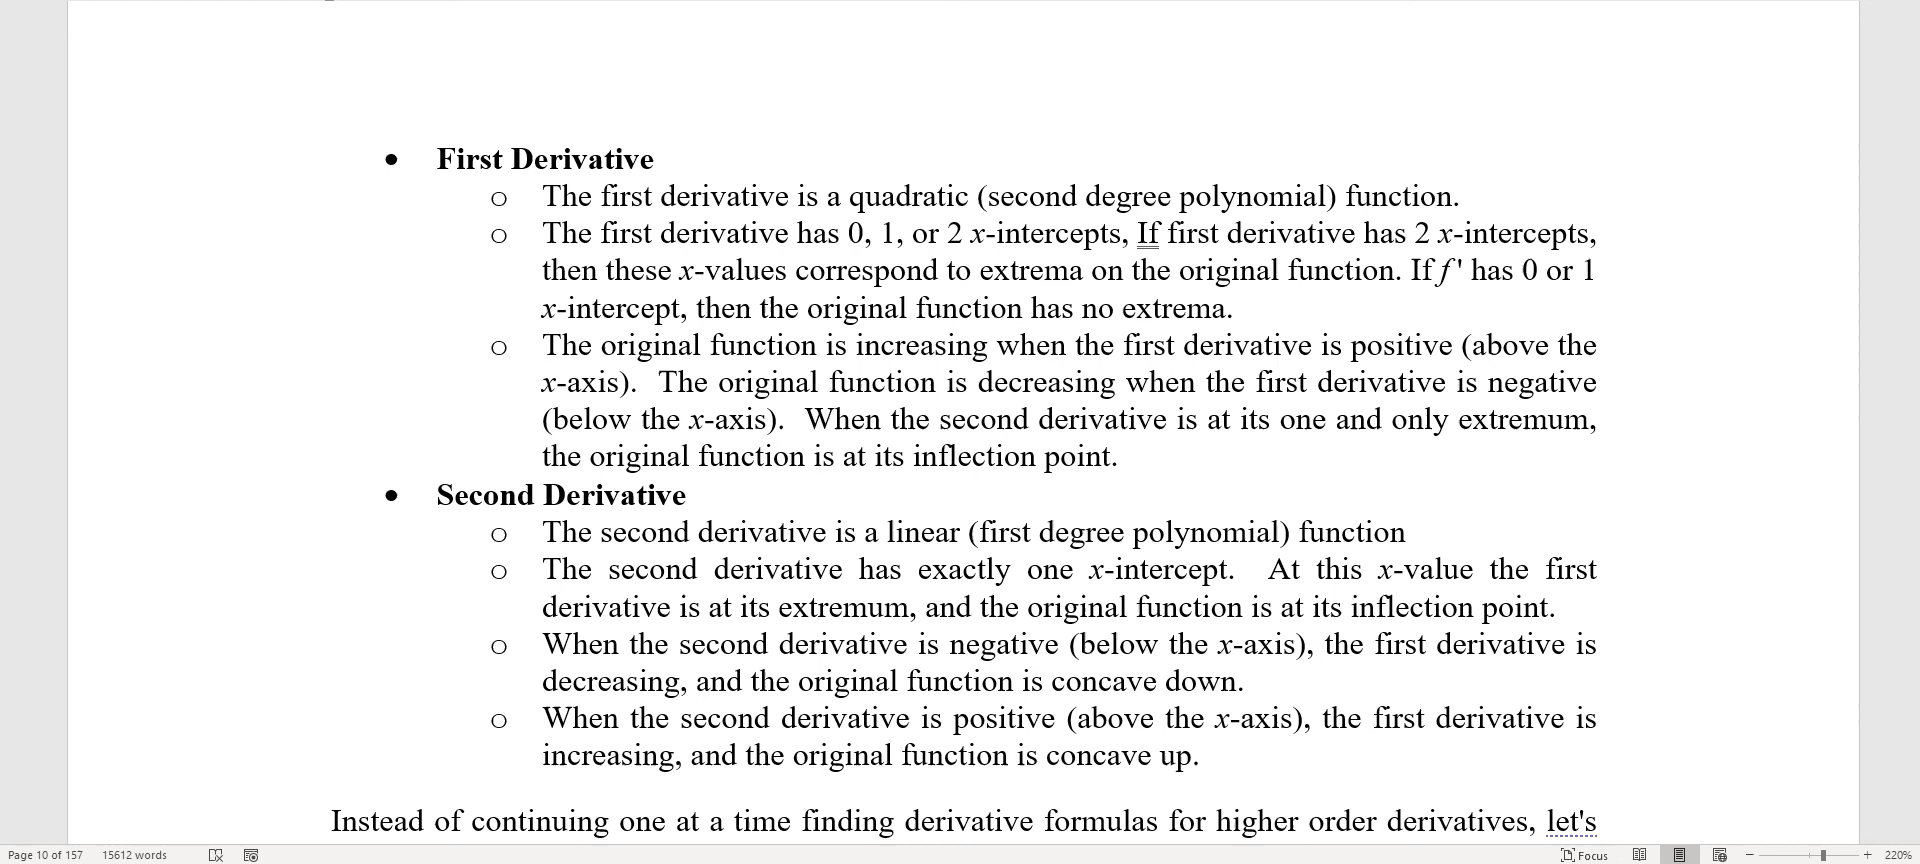 • First Derivative
o The first derivative is a quadratic (second degree polynomial) function.
o The first derivative has 0, 1, or 2 x-intercepts, If first derivative has 2 x-intercepts,
then these x-values correspond to extrema on the original function. If f ' has 0 or 1
x-intercept, then the original function has no extrema.
o The original function is increasing when the first derivative is positive (above the
x-axis). The original function is decreasing when the first derivative is negative
(below the x-axis). When the second derivative is at its one and only extremum,
the original function is at its inflection point.
• Second Derivative
o The second derivative is a linear (first degree polynomial) function
o The second derivative has exactly one x-intercept. At this x-value the first
derivative is at its extremum, and the original function is at its inflection point.
o When the second derivative is negative (below the x-axis), the first derivative is
decreasing, and the original function is concave down.
o When the second derivative is positive (above the x-axis), the first derivative is
increasing, and the original function is concave up.
Instead of continuing one at a time finding derivative formulas for higher order derivatives, let's
Page 10 of 157 15612 words Focus 220%